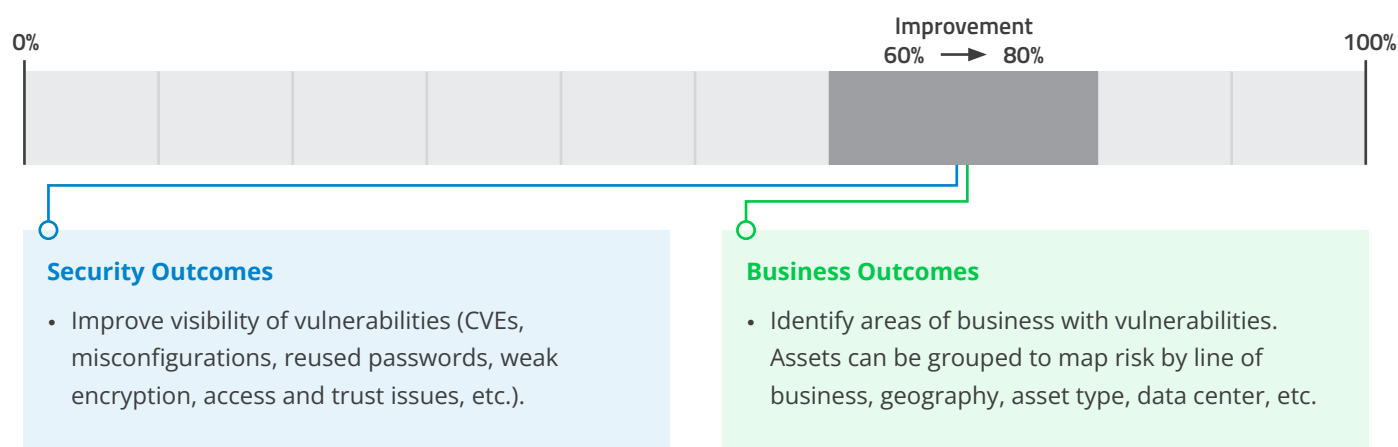 Improvement
0%
60% → 80%
100%
Security Outcomes
• Improve visibility of vulnerabilities (CVEs,
misconfigurations, reused passwords, weak
encryption, access and trust issues, etc.).
Business Outcomes
• Identify areas of business with vulnerabilities.
Assets can be grouped to map risk by line of
business, geography, asset type, data center, etc.